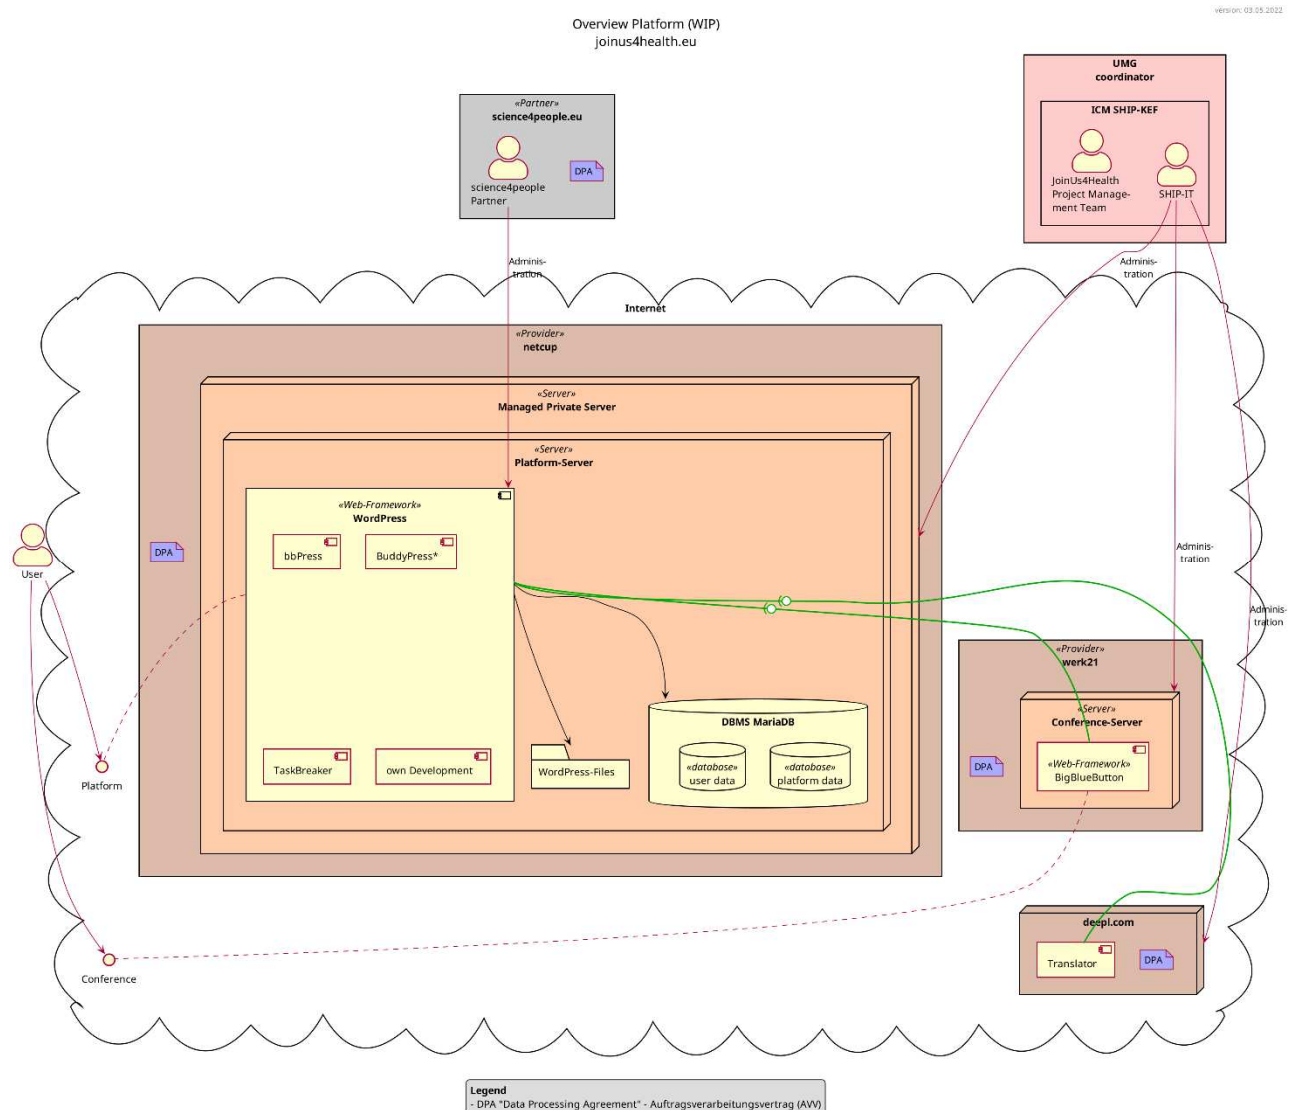 version: 03.05.2022
Overview Platform (WIP)
joinus4health.eu
UMG
coordinator
ICM SHIP-KEF
JoinUs4Health
Project Manage-
ment Team
SHIP-IT
«Partner»
science4people.eu
science4people
Partner
DPA
Adminis-
tration
Adminis-
tration
Internet
«Provider»
netcup
«Server»
Managed Private Server
«Server»
Platform-Server
«Web-Framework»
WordPress
bbPress
BuddyPress*
DPA
User
Adminis-
tration
Adminis-
tration
«Provider»
werk21
«Server»
Conference-Server
«Web-Framework»
BigBlueButton
DPA
DBMS MariaDB
«database»
user data
«database»
platform data
TaskBreaker
own Development
WordPress-Files
Platform
deepl.com
Translator
DPA
Conference
Legend
- DPA "Data Processing Agreement" - Auftragsverarbeitungsvertrag (AVV)